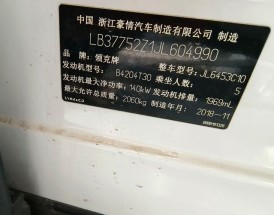 中国 浙江豪情汽车制造有限公司 制造
LB37752Z1JL604990
品牌：领克牌 整车型号：JL6453C10
发动机型号：B4204T30 乘坐人数：5
发动机最大净功率：140kW 发动机排量：1969mL
最大允许总质量：2060kg 制造年月：2018-11